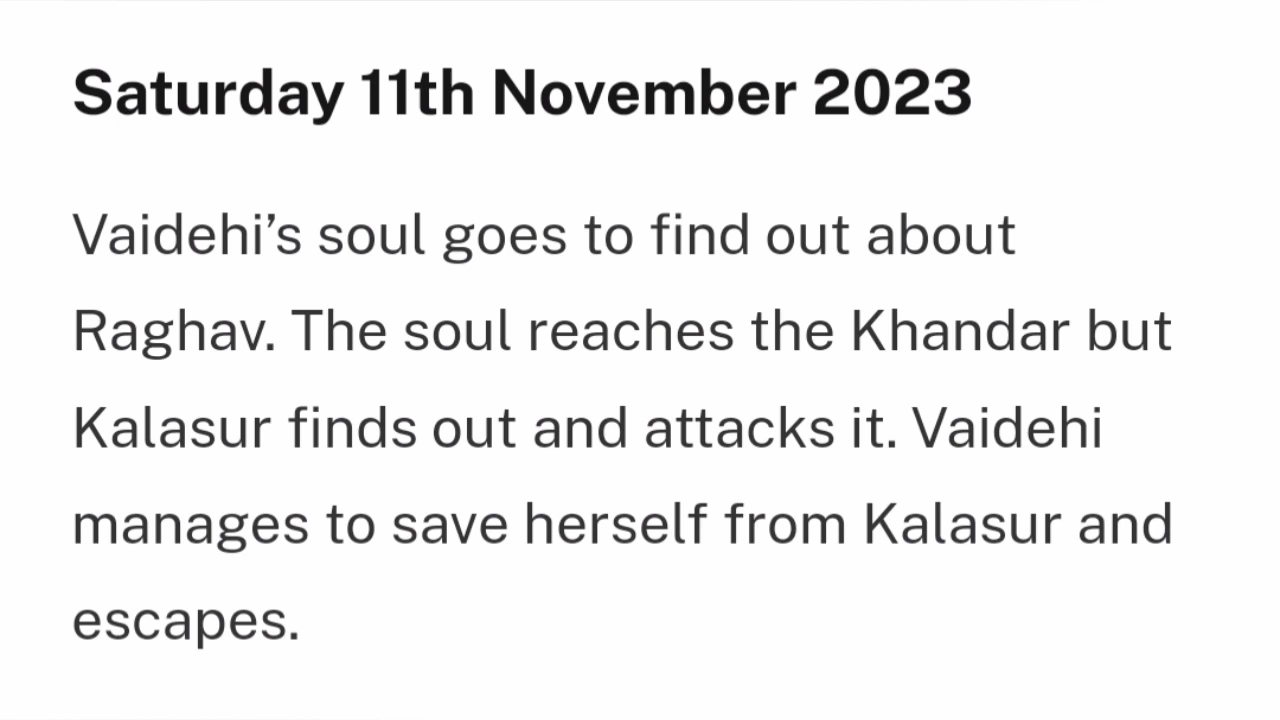 Saturday 11th November 2023
Vaidehi’s soul goes to find out about
Raghav. The soul reaches the Khandar but
Kalasur finds out and attacks it. Vaidehi
manages to save herself from Kalasur and
escapes.